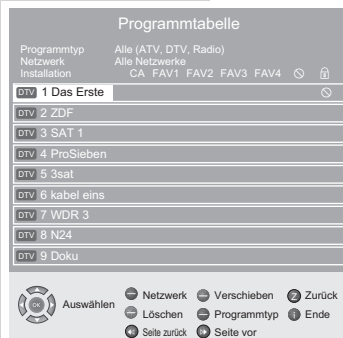 Programmtabelle
Programmtyp Alle (ATV, DTV, Radio)
Netzwerk Alle Netzwerke
Installation CA FAV1 FAV2 FAV3 FAV4
DTV 1 Das Erste
DTV 2 ZDF
DTV 3 SAT 1
DTV 4 ProSieben
DTV 5 3sat
DTV 6 kabel eins
DTV 7 WDR 3
DTV 8 N24
DTV 9 Doku
OK Auswählen Netzwerk Verschieben Z Zurück
Löschen Programmtyp i Ende
Seite zurück Seite vor